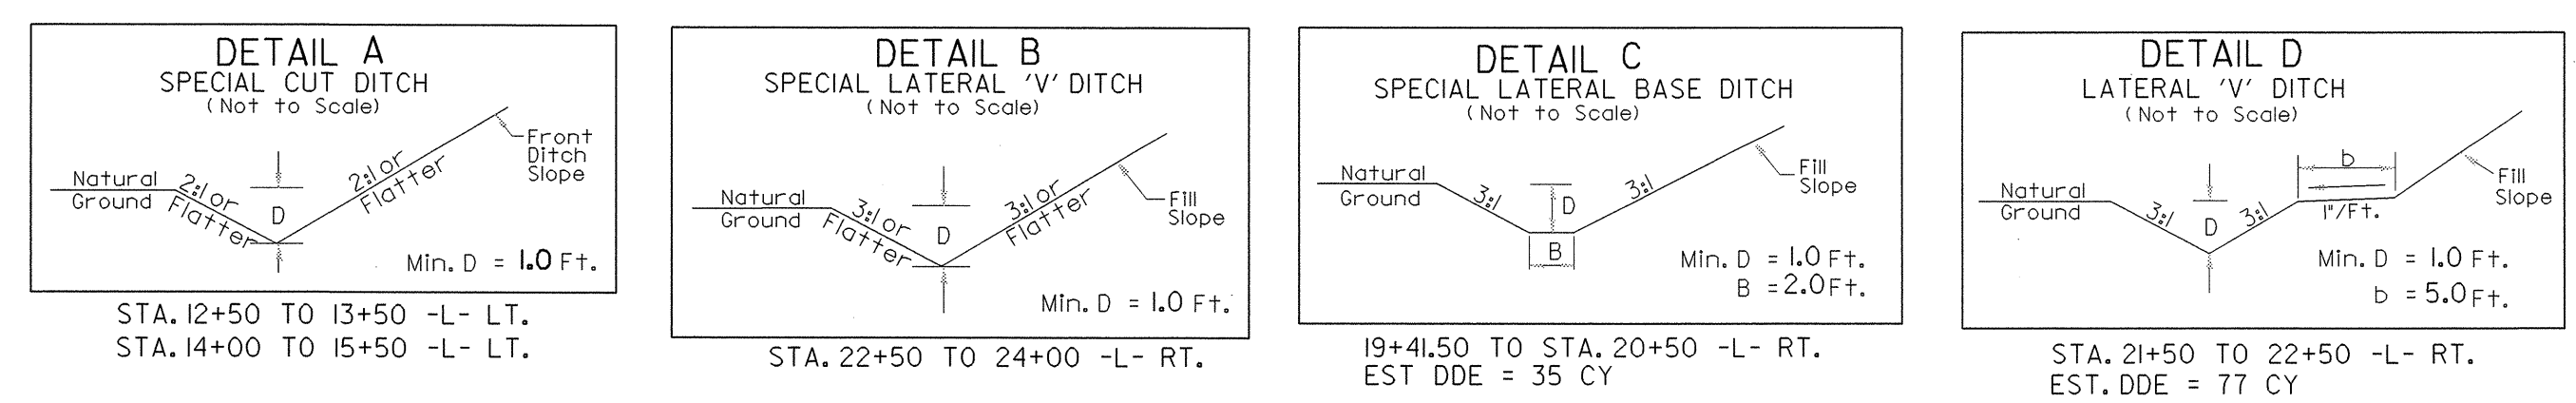 DETAIL A
SPECIAL CUT DITCH
(Not to Scale)
Front
Ditch
Slope
Natural
Ground
2:1 or
Flatter
D
2:1 or
Flatter
Min. D = 1.0 Ft.
STA. 12+50 TO 13+50 -L- LT.
STA. 14+00 TO 15+50 -L- LT.
DETAIL B
SPECIAL LATERAL 'V' DITCH
(Not to Scale)
Natural
Ground
3:1 or
Flatter
D
3:1 or
Flatter
Fill
Slope
Min. D = 1.0 Ft.
STA. 22+50 TO 24+00 -L- RT.
DETAIL C
SPECIAL LATERAL BASE DITCH
(Not to Scale)
Natural
Ground
3:1
D
3:1
Fill
Slope
B
Min. D = 1.0 Ft.
B = 2.0 Ft.
19+41.50 TO STA. 20+50 -L- RT.
EST DDE = 35 CY
DETAIL D
LATERAL 'V' DITCH
(Not to Scale)
b
Natural
Ground
3:1
D
3:1
1"/Ft.
Fill
Slope
Min. D = 1.0 Ft.
b = 5.0 Ft.
STA. 21+50 TO 22+50 -L- RT.
EST. DDE = 77 CY